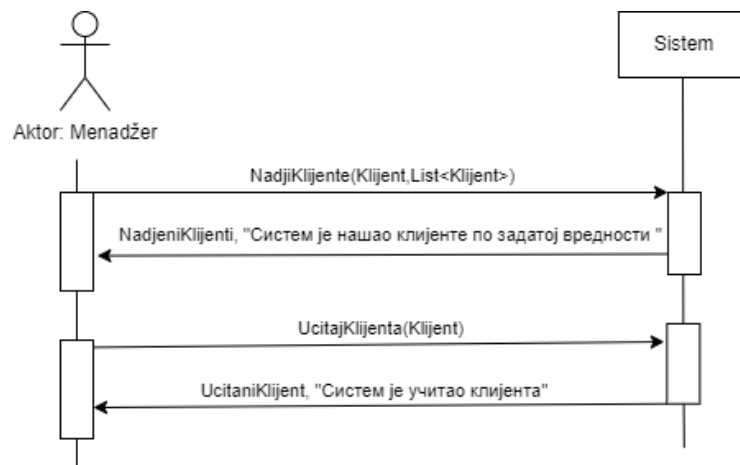 Sistem
Aktor: Menadžer
NadjiKlijente(Klijent,List<Klijent>)
NadjeniKlijenti, "Систем је нашао клијенте по задатој вредности "
UcitajKlijenta(Klijent)
UcitaniKlijent, "Систем је учитао клијента"